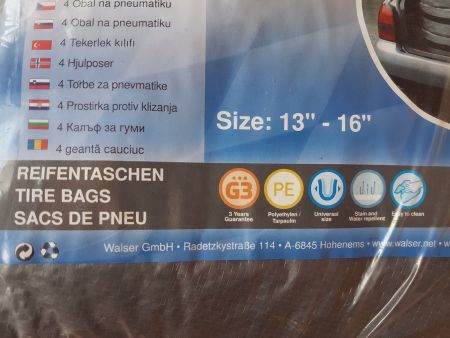 4 Obal na pneumatiku
4 Obal na pneumatiku
4 Tekerlek kılıfı
4 Hjulposer
4 Torbe za pnevmatike
4 Prostirka protiv klizanja
4 Калъф за гуми
4 geantă cauciuc
Size: 13" - 16"
REIFENTASCHEN
TIRE BAGS
SACS DE PNEU
G3
PE
U
3 Years
Guarantee
Polyethylen /
Tarpaulin
Universal
size
Stain and
Water repellent
Easy to clean
Walser GmbH • Radetzkystraße 114 • A-6845 Hohenems • www.walser.net •